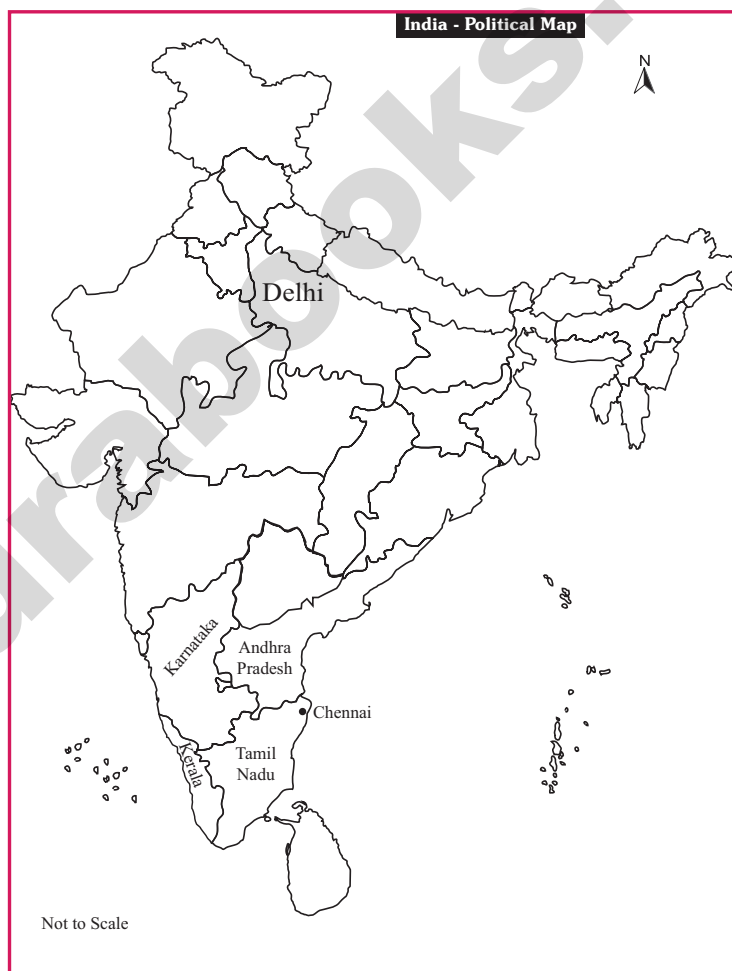 India - Political Map
N
Delhi
Karnataka
Andhra
Pradesh
Chennai
Kerala
Tamil
Nadu
Not to Scale